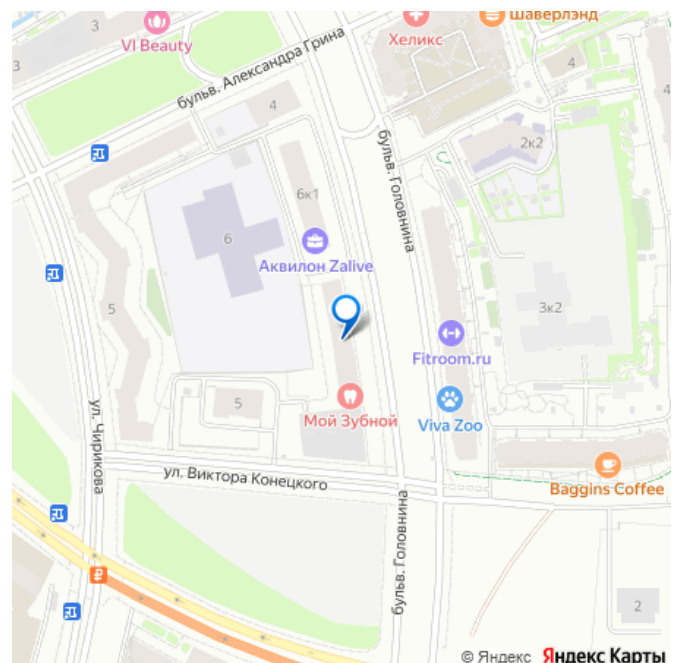 шаверлэнд
3
VI Beauty
Хеликс
3
бульв. Александра Грина
4
4
4
2к2
бульв. Головнина
6к1
6
Аквилон Zalive
5
3к2
Fitroom.ru
ул. Чирикова
5
Мой Зубной
Viva Zoo
ул. Виктора Конецкого
Baggins Coffee
бульв. Головнина
₽
2
© Яндекс Яндекс Карты